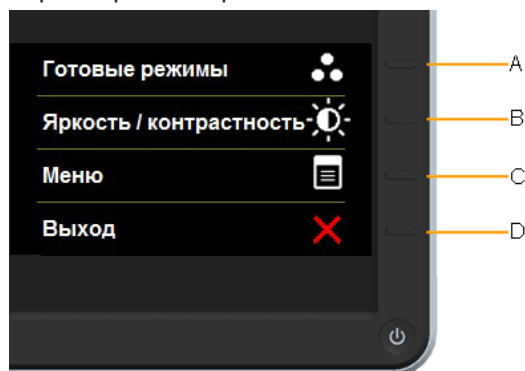 Готовые режимы
A
Яркость / контрастность
B
Меню
C
Выход
D